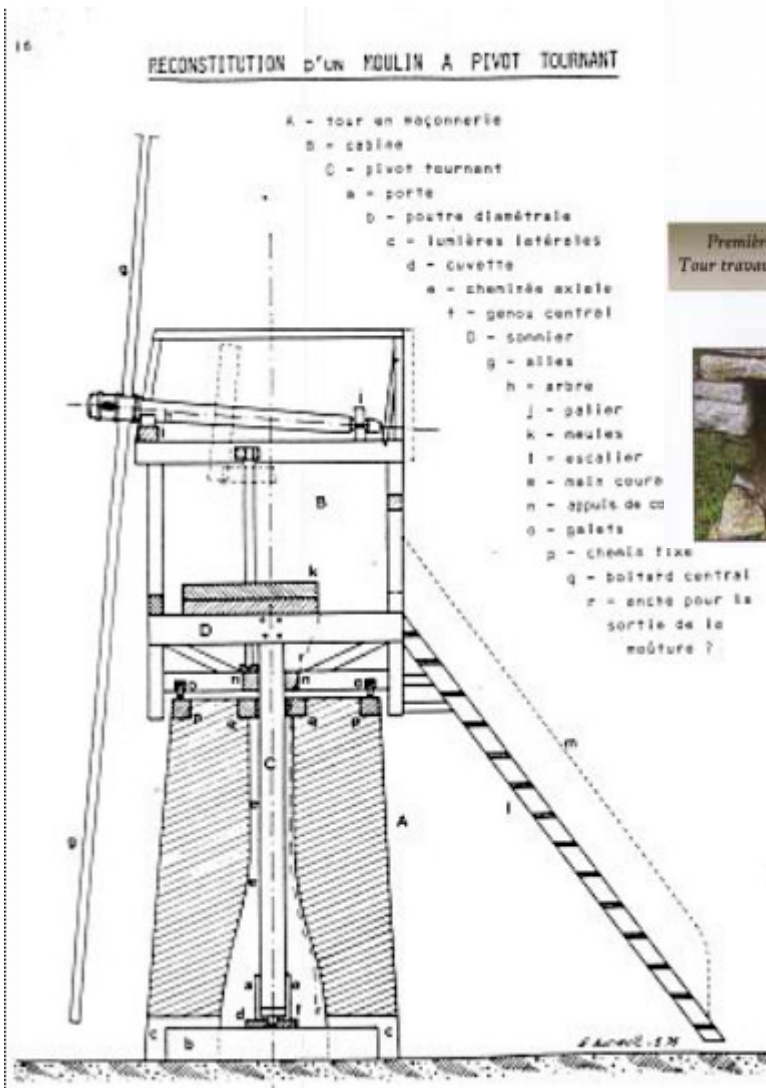 16
RECONSTITUTION D'UN MOULIN A PIVOT TOURNANT
A - tour en maçonnerie
B - cabine
C - pivot tournant
a - porte
b - poutre diamétrale
c - lumières latérales
d - cuvette
e - cheminée axiale
f - genou central
D - sommier
g - ailes
h - arbre
j - palier
k - meules
l - escalier
m - main coura
n - appuis de co
o - galets
p - chemin fixe
q - boitard central
r - anche pour la
sortie de la
moûture ?
Premièr
Tour travau
g
h
B
k
D
r
n n
o o
p q q p
C
e
A
m
l
g
e
a a
d f r
c b c